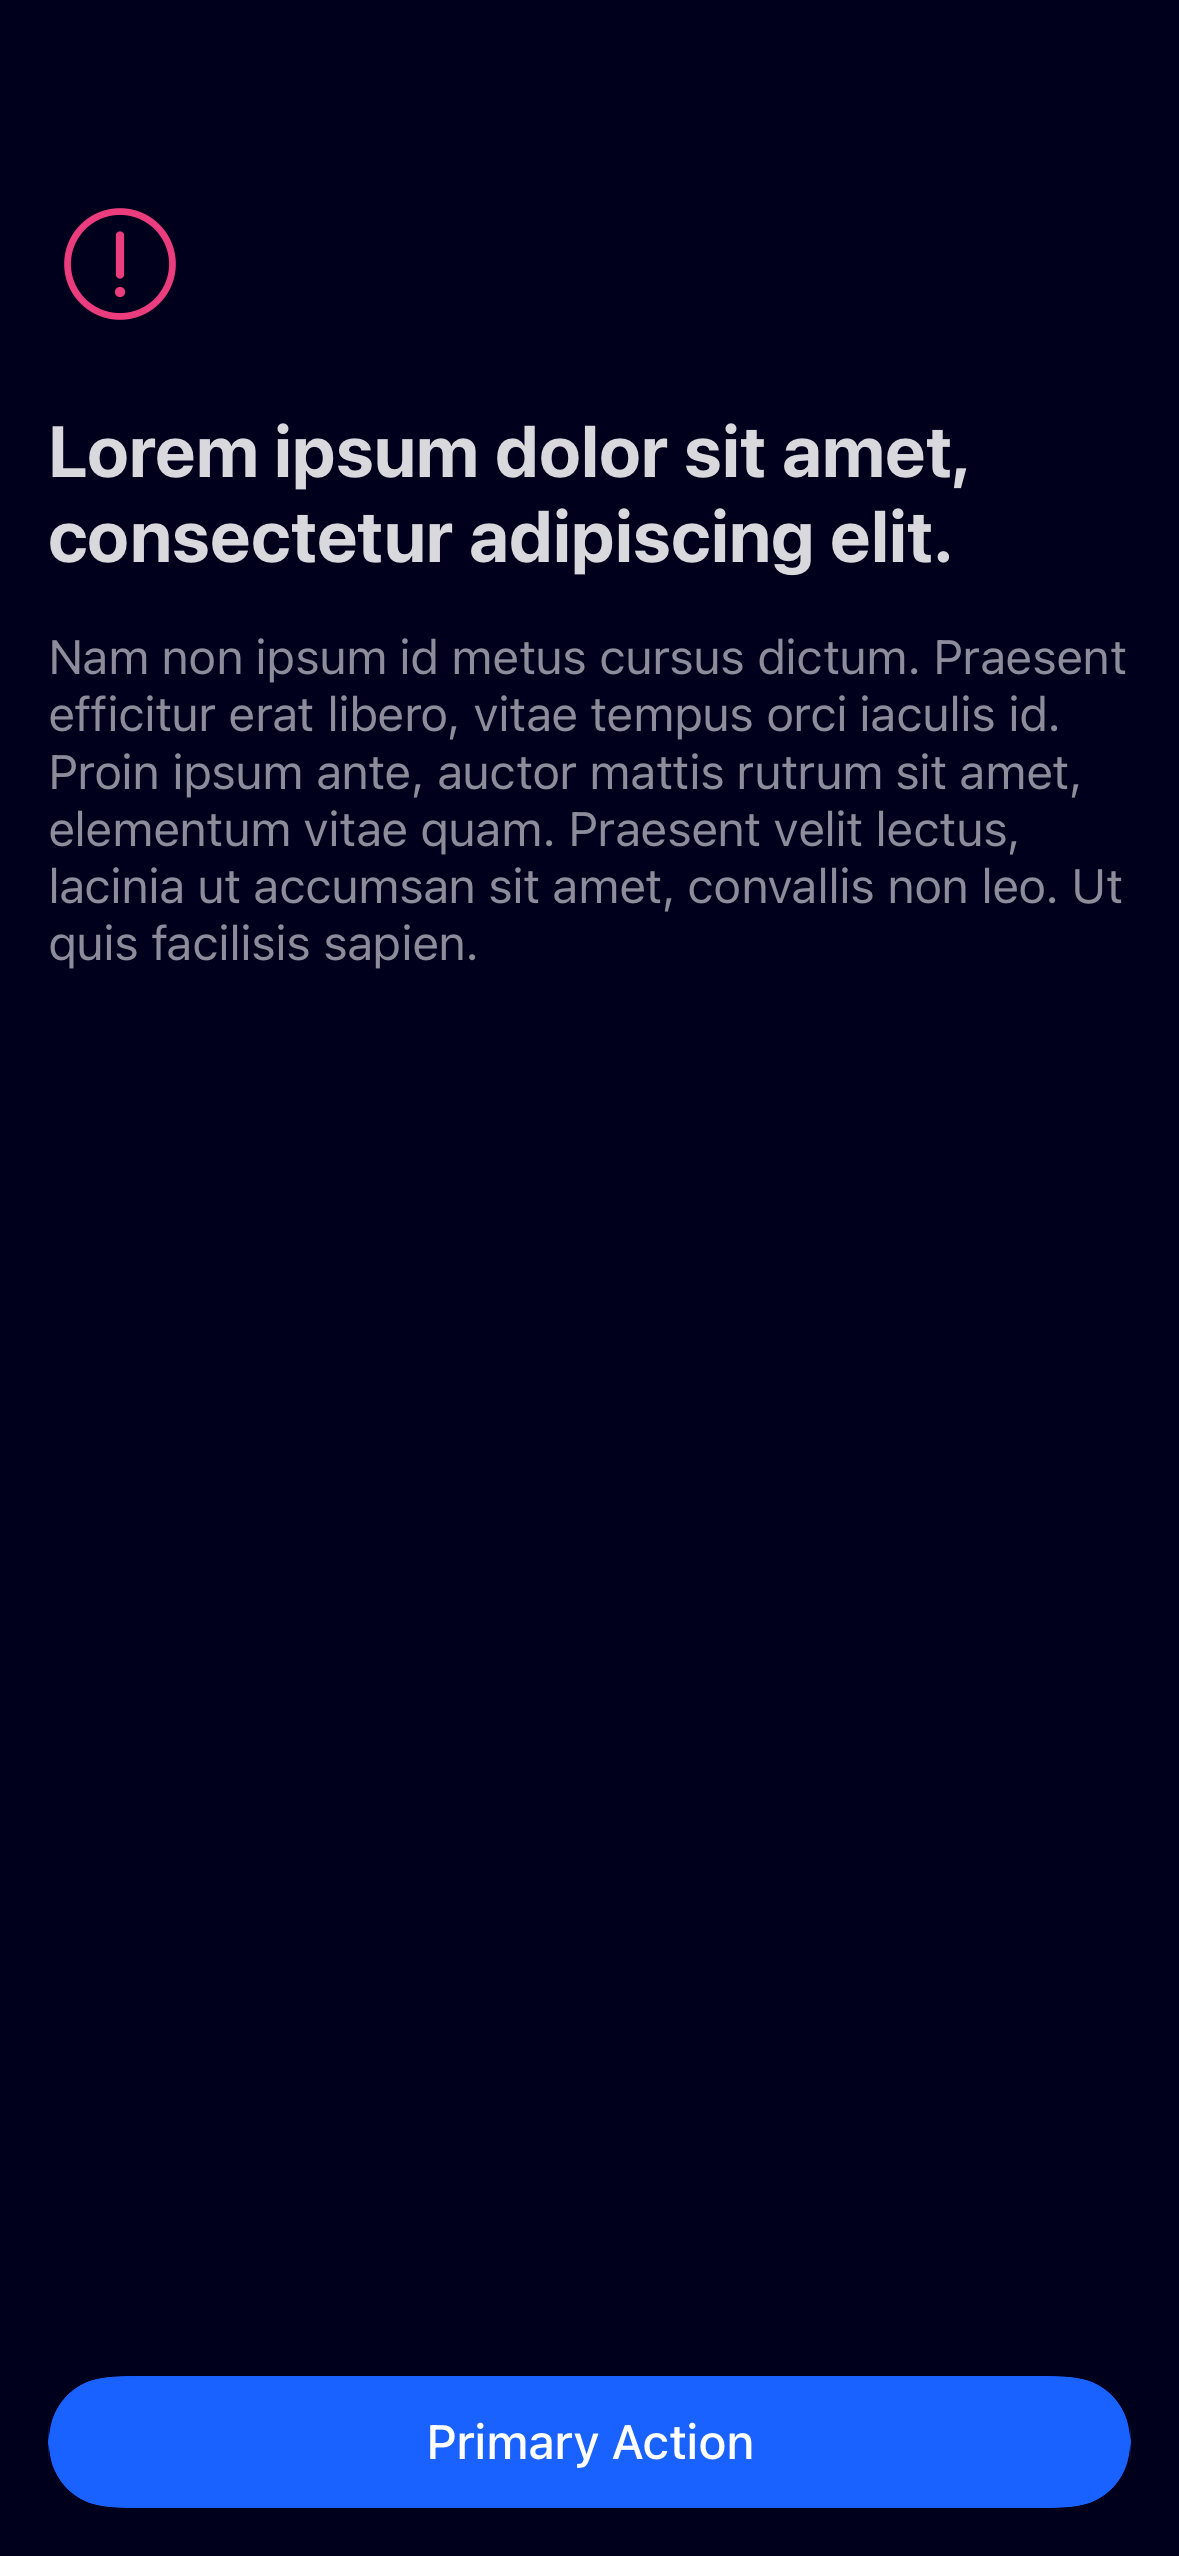 Lorem ipsum dolor sit amet,
consectetur adipiscing elit.
Nam non ipsum id metus cursus dictum. Praesent
efficitur erat libero, vitae tempus orci iaculis id.
Proin ipsum ante, auctor mattis rutrum sit amet,
elementum vitae quam. Praesent velit lectus,
lacinia ut accumsan sit amet, convallis non leo. Ut
quis facilisis sapien.
Primary Action